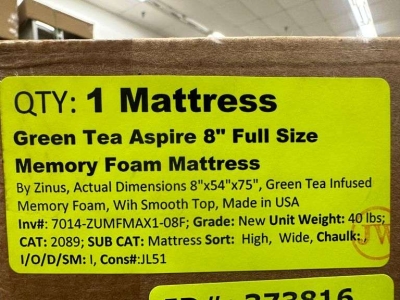 QTY: 1 Mattress
Green Tea Aspire 8" Full Size
Memory Foam Mattress
By Zinus, Actual Dimensions 8"x54"x75", Green Tea Infused
Memory Foam, Wih Smooth Top, Made in USA
Inv#: 7014-ZUMFMAX1-08F; Grade: New Unit Weight: 40 lbs;
CAT: 2089; SUB CAT: Mattress Sort: High, Wide, Chaulk:
I/O/D/SM: I, Cons#:JL51
273816